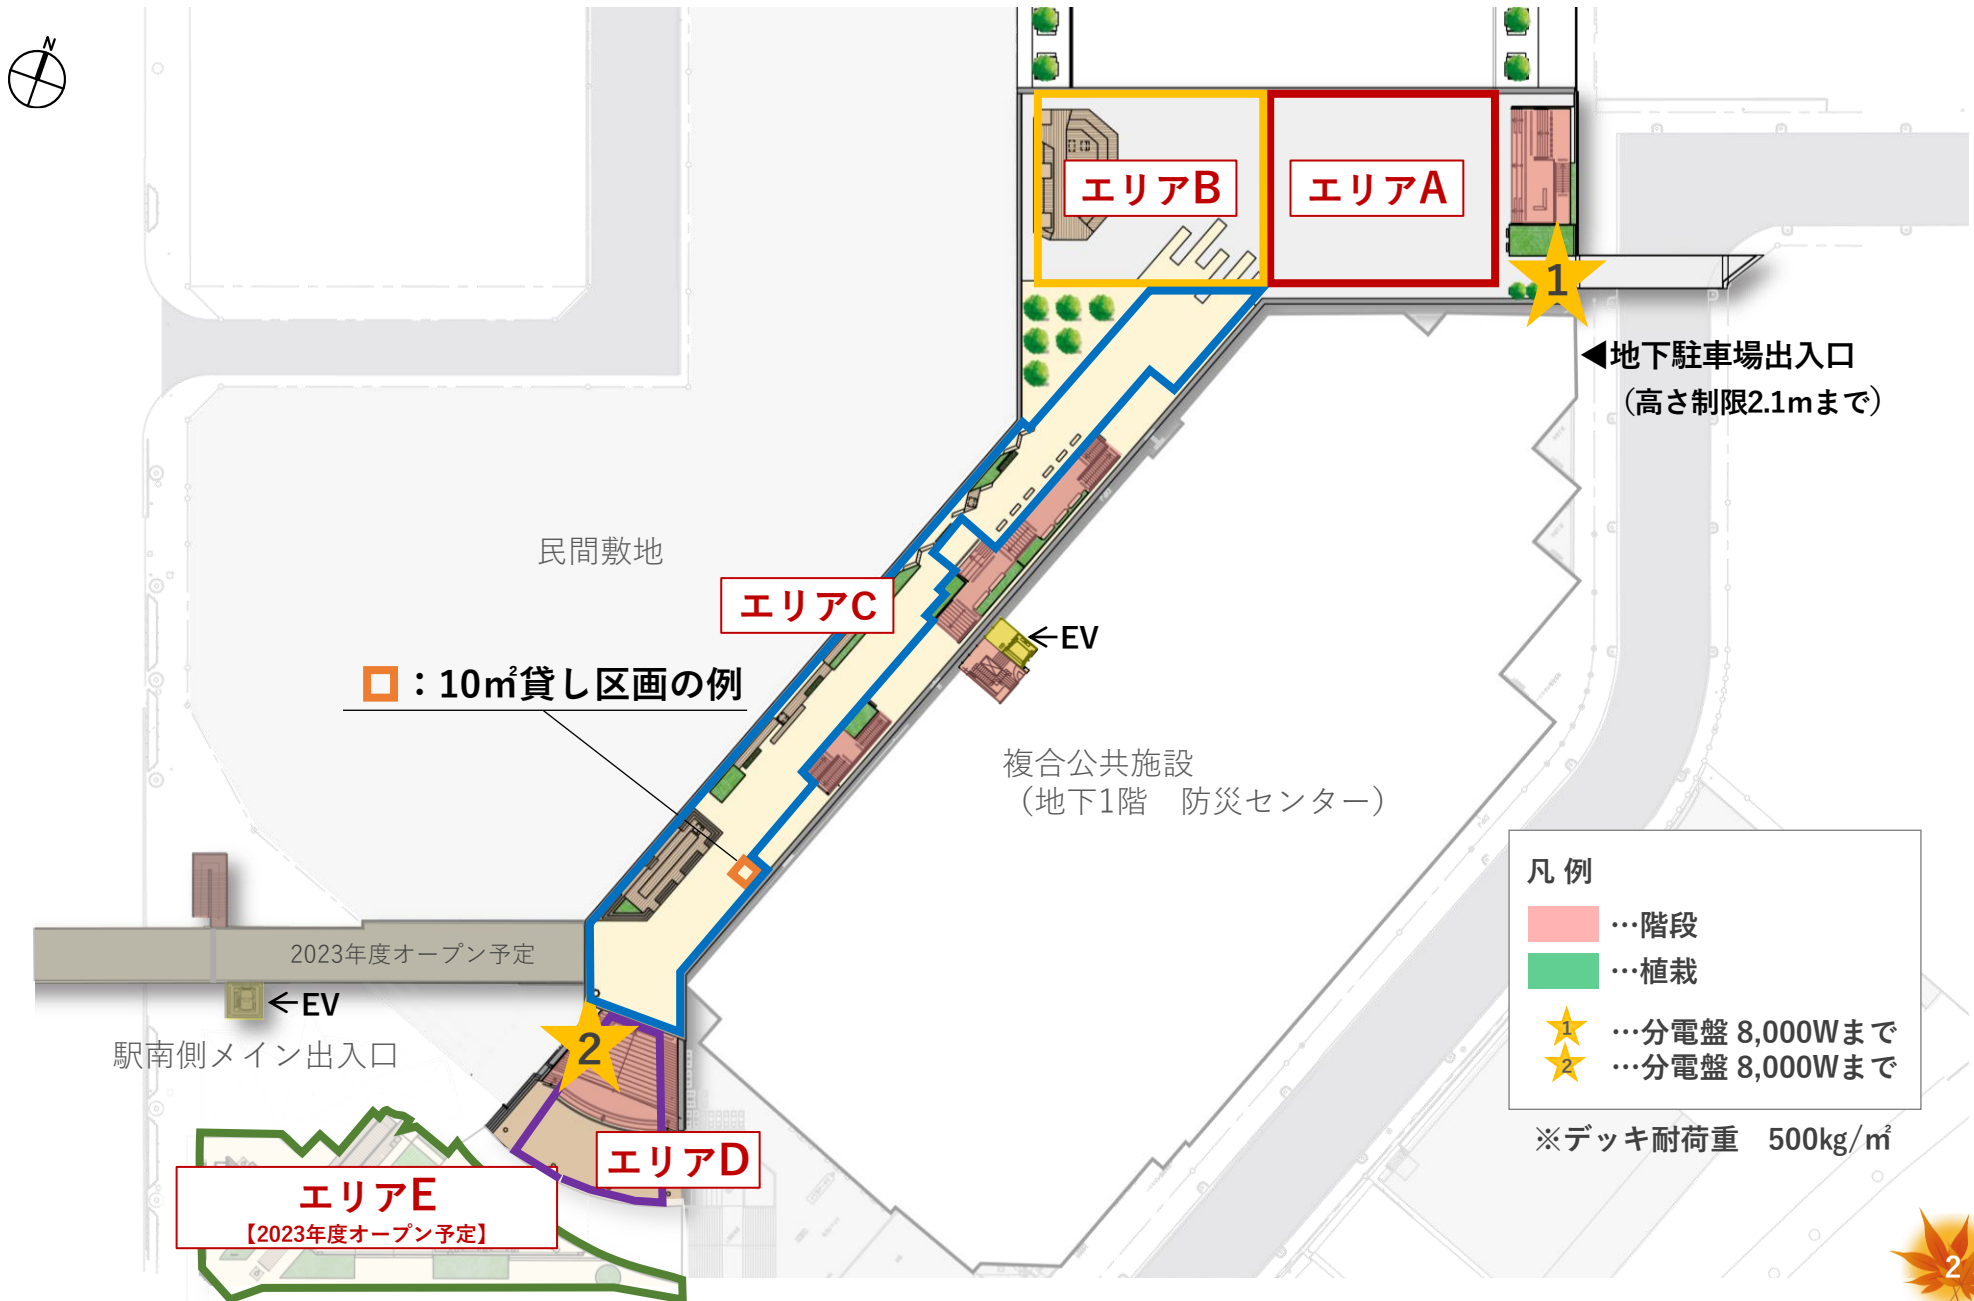 N
エリアB
エリアA
1
◀地下駐車場出入口
（高さ制限2.1mまで）
民間敷地
エリアC
←EV
：10㎡貸し区画の例
複合公共施設
（地下1階　防災センター）
2023年度オープン予定
←EV
駅南側メイン出入口
2
エリアD
エリアE
【2023年度オープン予定】
凡 例
…階段
…植栽
1 …分電盤 8,000Wまで
2 …分電盤 8,000Wまで
※デッキ耐荷重　500kg/㎡
2